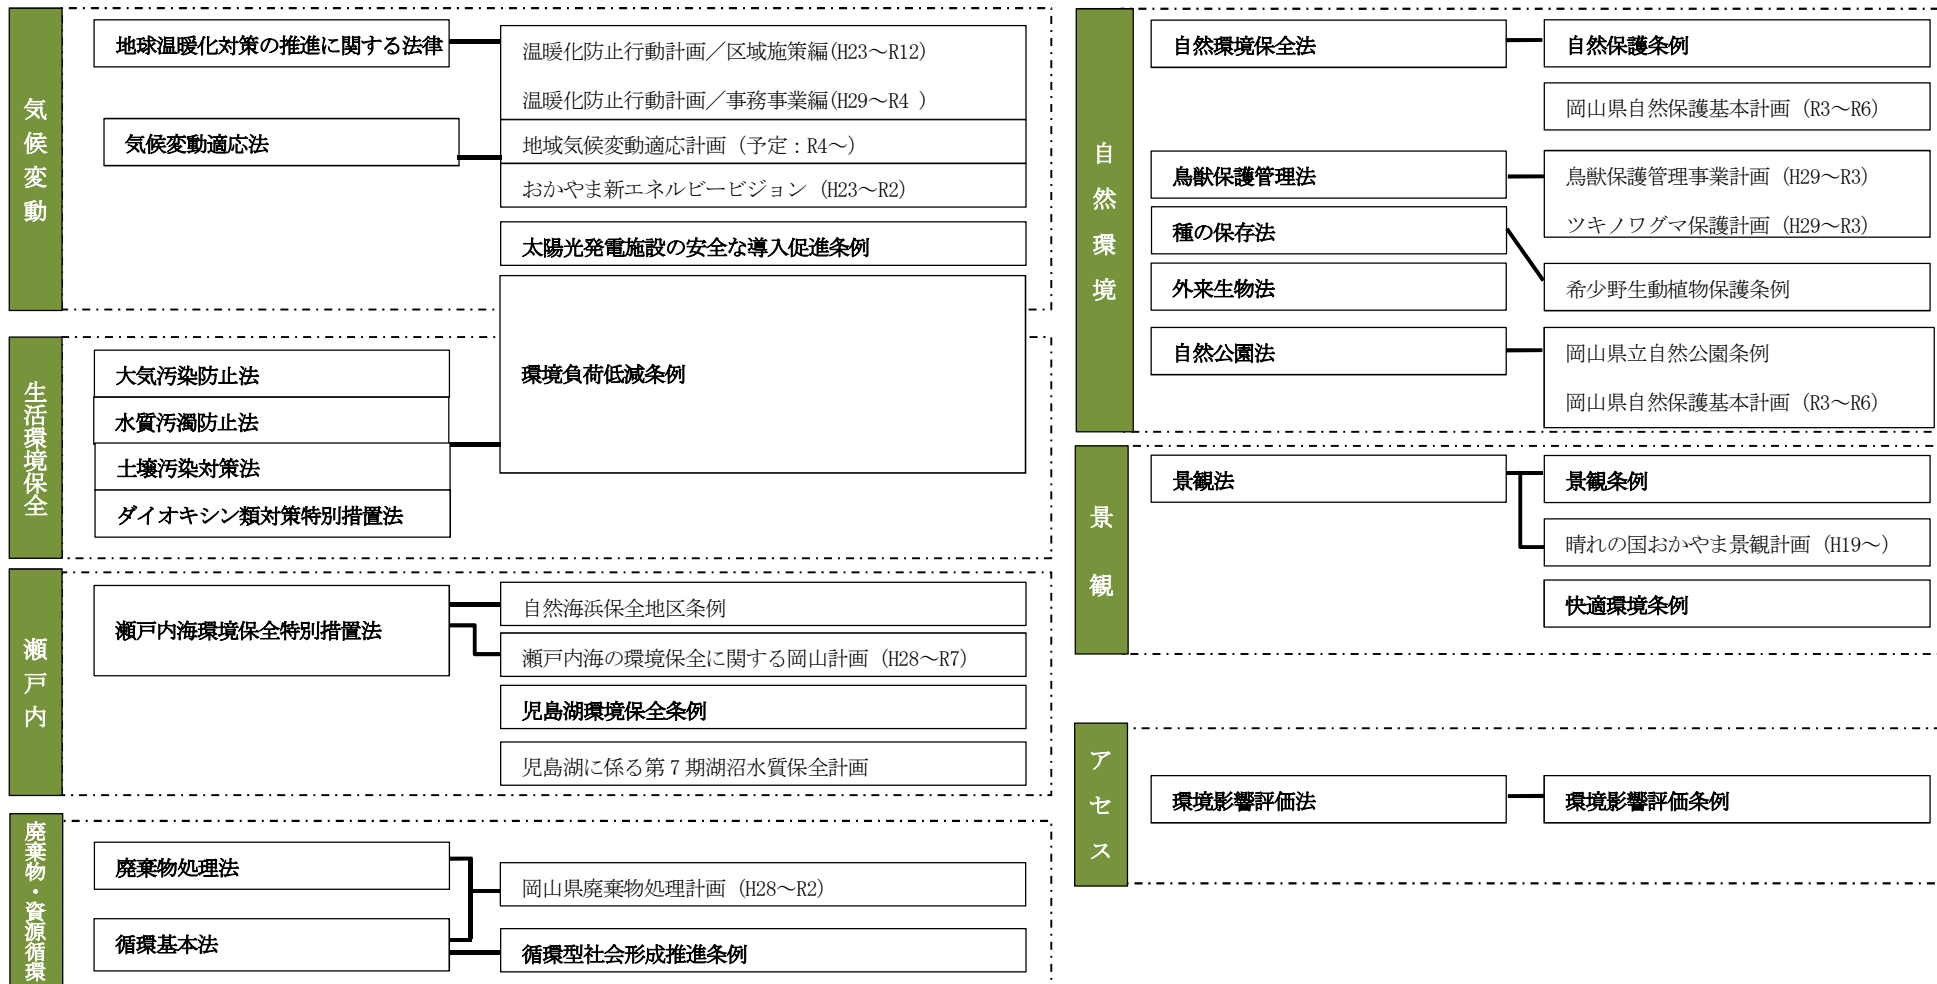 気候変動
地球温暖化対策の推進に関する法律
温暖化防止行動計画／区域施策編(H23～R12)
温暖化防止行動計画／事務事業編(H29～R4 )
気候変動適応法
地域気候変動適応計画（予定：R4～）
おかやま新エネルビービジョン（H23～R2）
太陽光発電施設の安全な導入促進条例
環境負荷低減条例
生活環境保全
大気汚染防止法
水質汚濁防止法
土壌汚染対策法
ダイオキシン類対策特別措置法
瀬戸内
瀬戸内海環境保全特別措置法
自然海浜保全地区条例
瀬戸内海の環境保全に関する岡山計画（H28～R7）
児島湖環境保全条例
児島湖に係る第７期湖沼水質保全計画
廃棄物・資源循環
廃棄物処理法
岡山県廃棄物処理計画（H28～R2）
循環基本法
循環型社会形成推進条例
自然環境
自然環境保全法
自然保護条例
岡山県自然保護基本計画（R3～R6）
鳥獣保護管理法
鳥獣保護管理事業計画（H29～R3）
ツキノワグマ保護計画（H29～R3）
種の保存法
外来生物法
希少野生動植物保護条例
自然公園法
岡山県立自然公園条例
岡山県自然保護基本計画（R3～R6）
景観
景観法
景観条例
晴れの国おかやま景観計画（H19～）
快適環境条例
アセス
環境影響評価法
環境影響評価条例